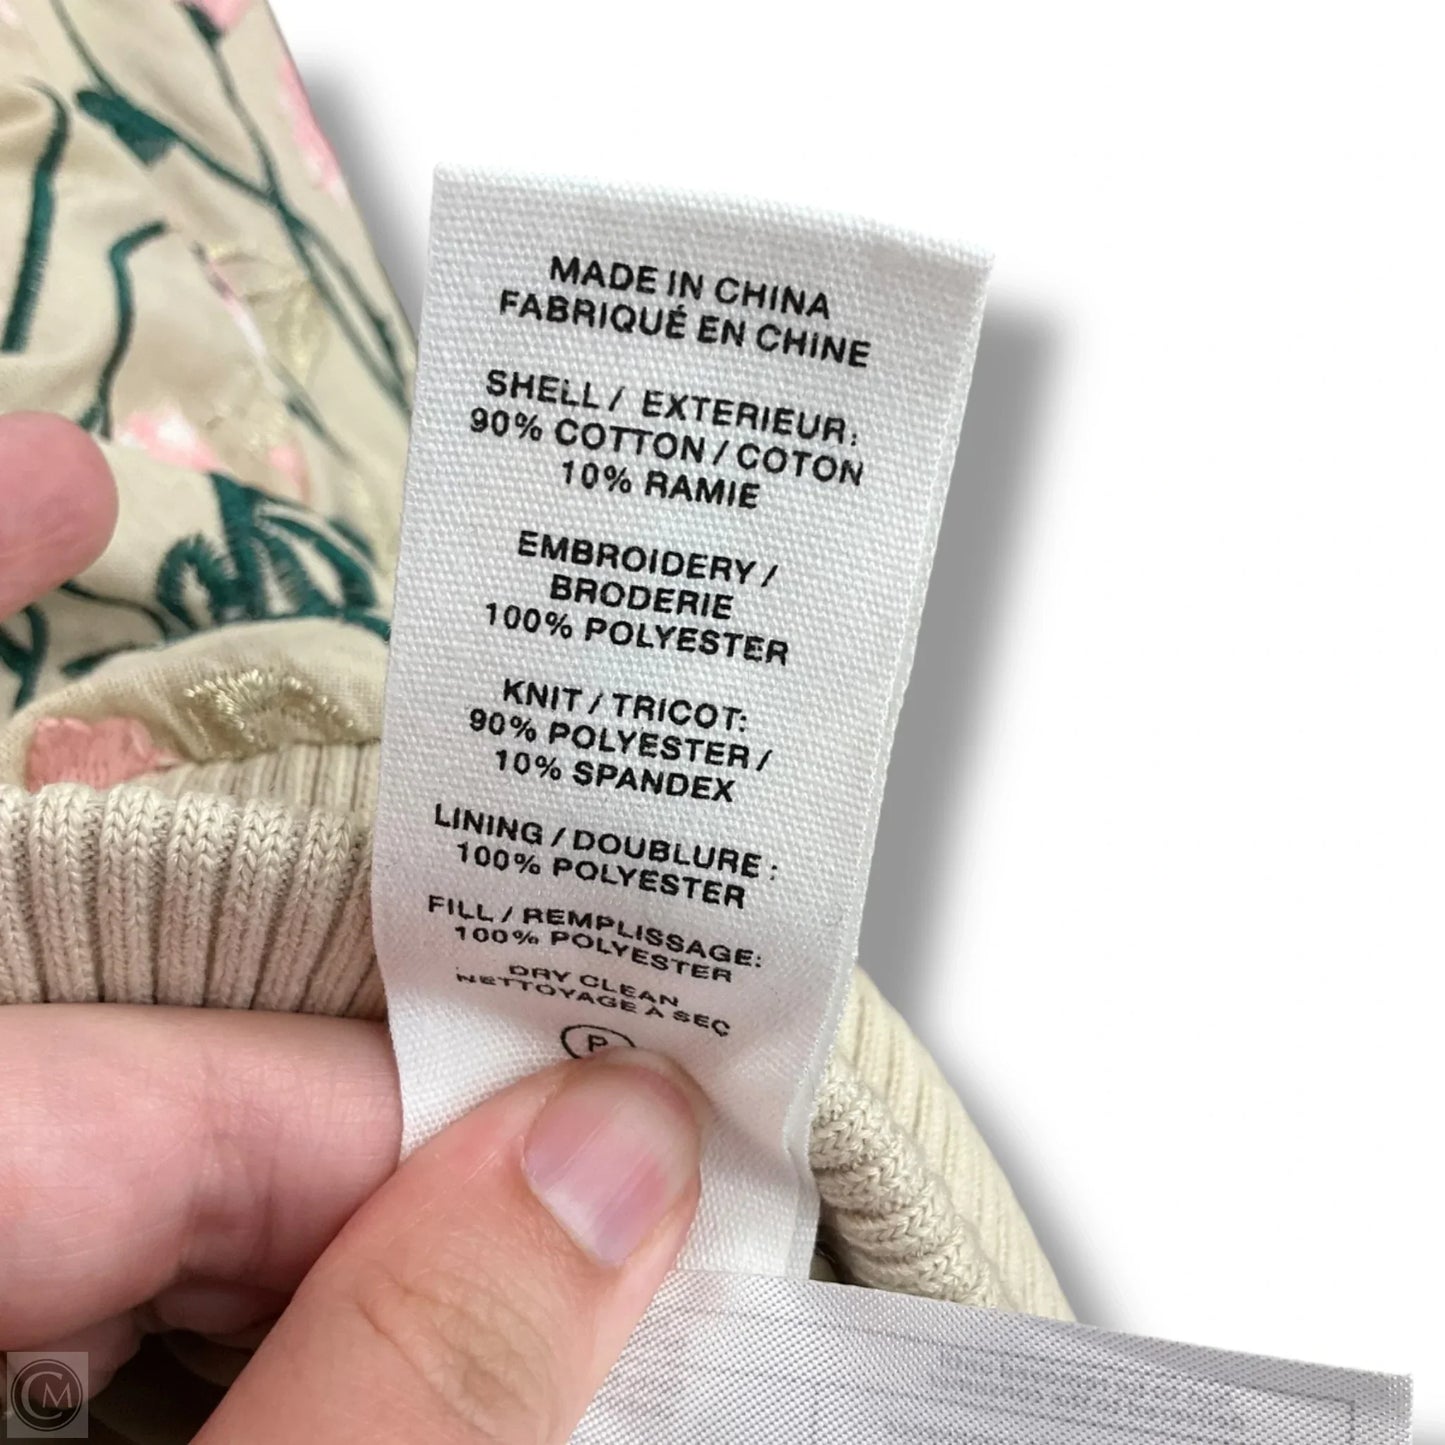 MADE IN CHINA
FABRIQUÉ EN CHINE
SHELL / EXTERIEUR:
90% COTTON / COTON
10% RAMIE
EMBROIDERY /
BRODERIE
100% POLYESTER
KNIT / TRICOT:
90% POLYESTER /
10% SPANDEX
LINING / DOUBLURE :
100% POLYESTER
FILL / REMPLISSAGE:
100% POLYESTER
DRY CLEAN
NETTOYAGE À SEC
P
CM